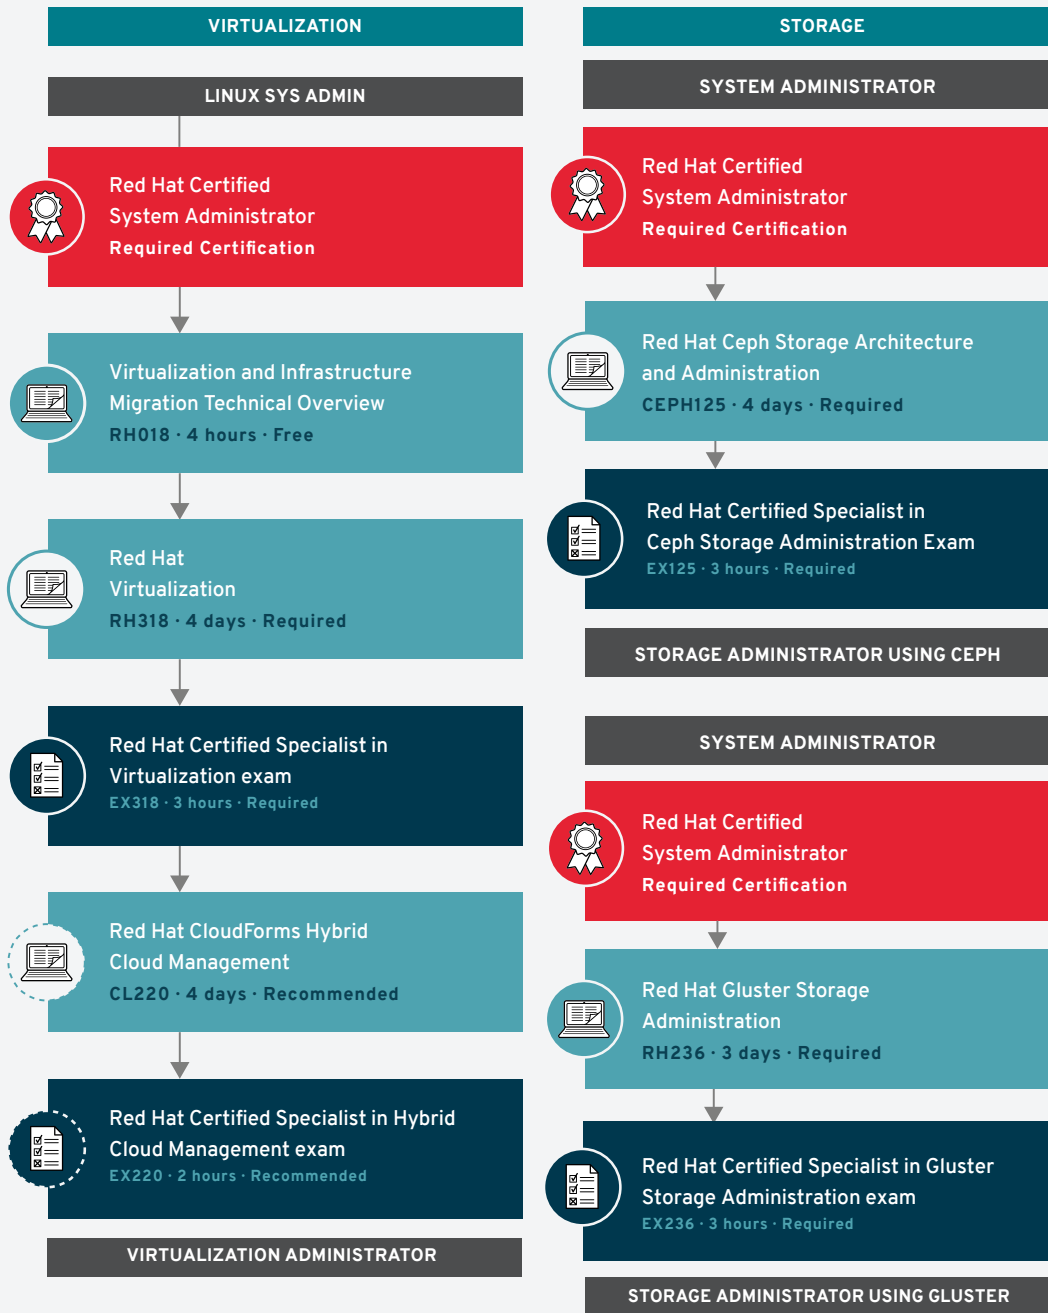 VIRTUALIZATION
LINUX SYS ADMIN
Red Hat Certified
System Administrator
Required Certification
Virtualization and Infrastructure
Migration Technical Overview
RH018 · 4 hours · Free
Red Hat
Virtualization
RH318 · 4 days · Required
Red Hat Certified Specialist in
Virtualization exam
EX318 · 3 hours · Required
Red Hat CloudForms Hybrid
Cloud Management
CL220 · 4 days · Recommended
Red Hat Certified Specialist in Hybrid
Cloud Management exam
EX220 · 2 hours · Recommended
VIRTUALIZATION ADMINISTRATOR
STORAGE
SYSTEM ADMINISTRATOR
Red Hat Certified
System Administrator
Required Certification
Red Hat Ceph Storage Architecture
and Administration
CEPH125 · 4 days · Required
Red Hat Certified Specialist in
Ceph Storage Administration Exam
EX125 · 3 hours · Required
STORAGE ADMINISTRATOR USING CEPH
SYSTEM ADMINISTRATOR
Red Hat Certified
System Administrator
Required Certification
Red Hat Gluster Storage
Administration
RH236 · 3 days · Required
Red Hat Certified Specialist in Gluster
Storage Administration exam
EX236 · 3 hours · Required
STORAGE ADMINISTRATOR USING GLUSTER